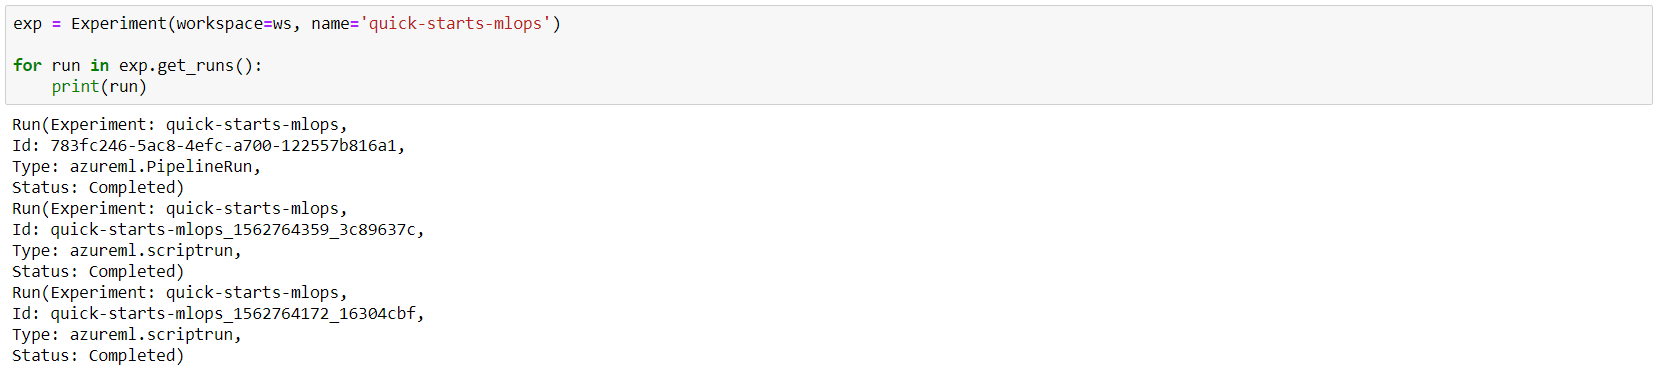 exp = Experiment(workspace=ws, name='quick-starts-mlops')
for run in exp.get_runs():
    print(run)
Run(Experiment: quick-starts-mlops,
Id: 783fc246-5ac8-4efc-a700-122557b816a1,
Type: azureml.PipelineRun,
Status: Completed)
Run(Experiment: quick-starts-mlops,
Id: quick-starts-mlops_1562764359_3c89637c,
Type: azureml.scriptrun,
Status: Completed)
Run(Experiment: quick-starts-mlops,
Id: quick-starts-mlops_1562764172_16304cbf,
Type: azureml.scriptrun,
Status: Completed)